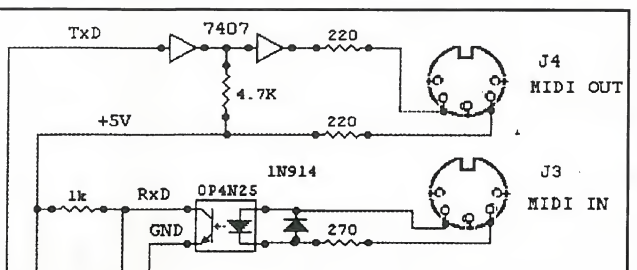 TxD
7407
220
J4
MIDI OUT
4.7K
+5V
220
1N914
J3
MIDI IN
1k
RxD
OP4N25
GND
270